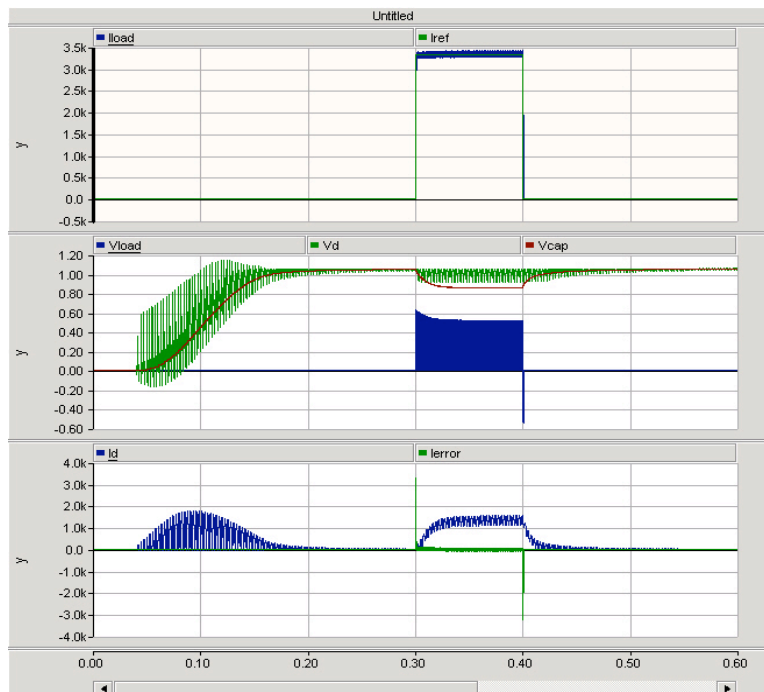 Untitled
Iload Iref
3.5k
3.0k
2.5k
2.0k
1.5k
1.0k
0.5k
0.0
-0.5k
y
Vload Vd Vcap
1.20
1.00
0.80
0.60
0.40
0.20
0.00
-0.20
-0.40
-0.60
y
Id Ierror
4.0k
3.0k
2.0k
1.0k
0.0
-1.0k
-2.0k
-3.0k
-4.0k
y
0.00 0.10 0.20 0.30 0.40 0.50 0.60